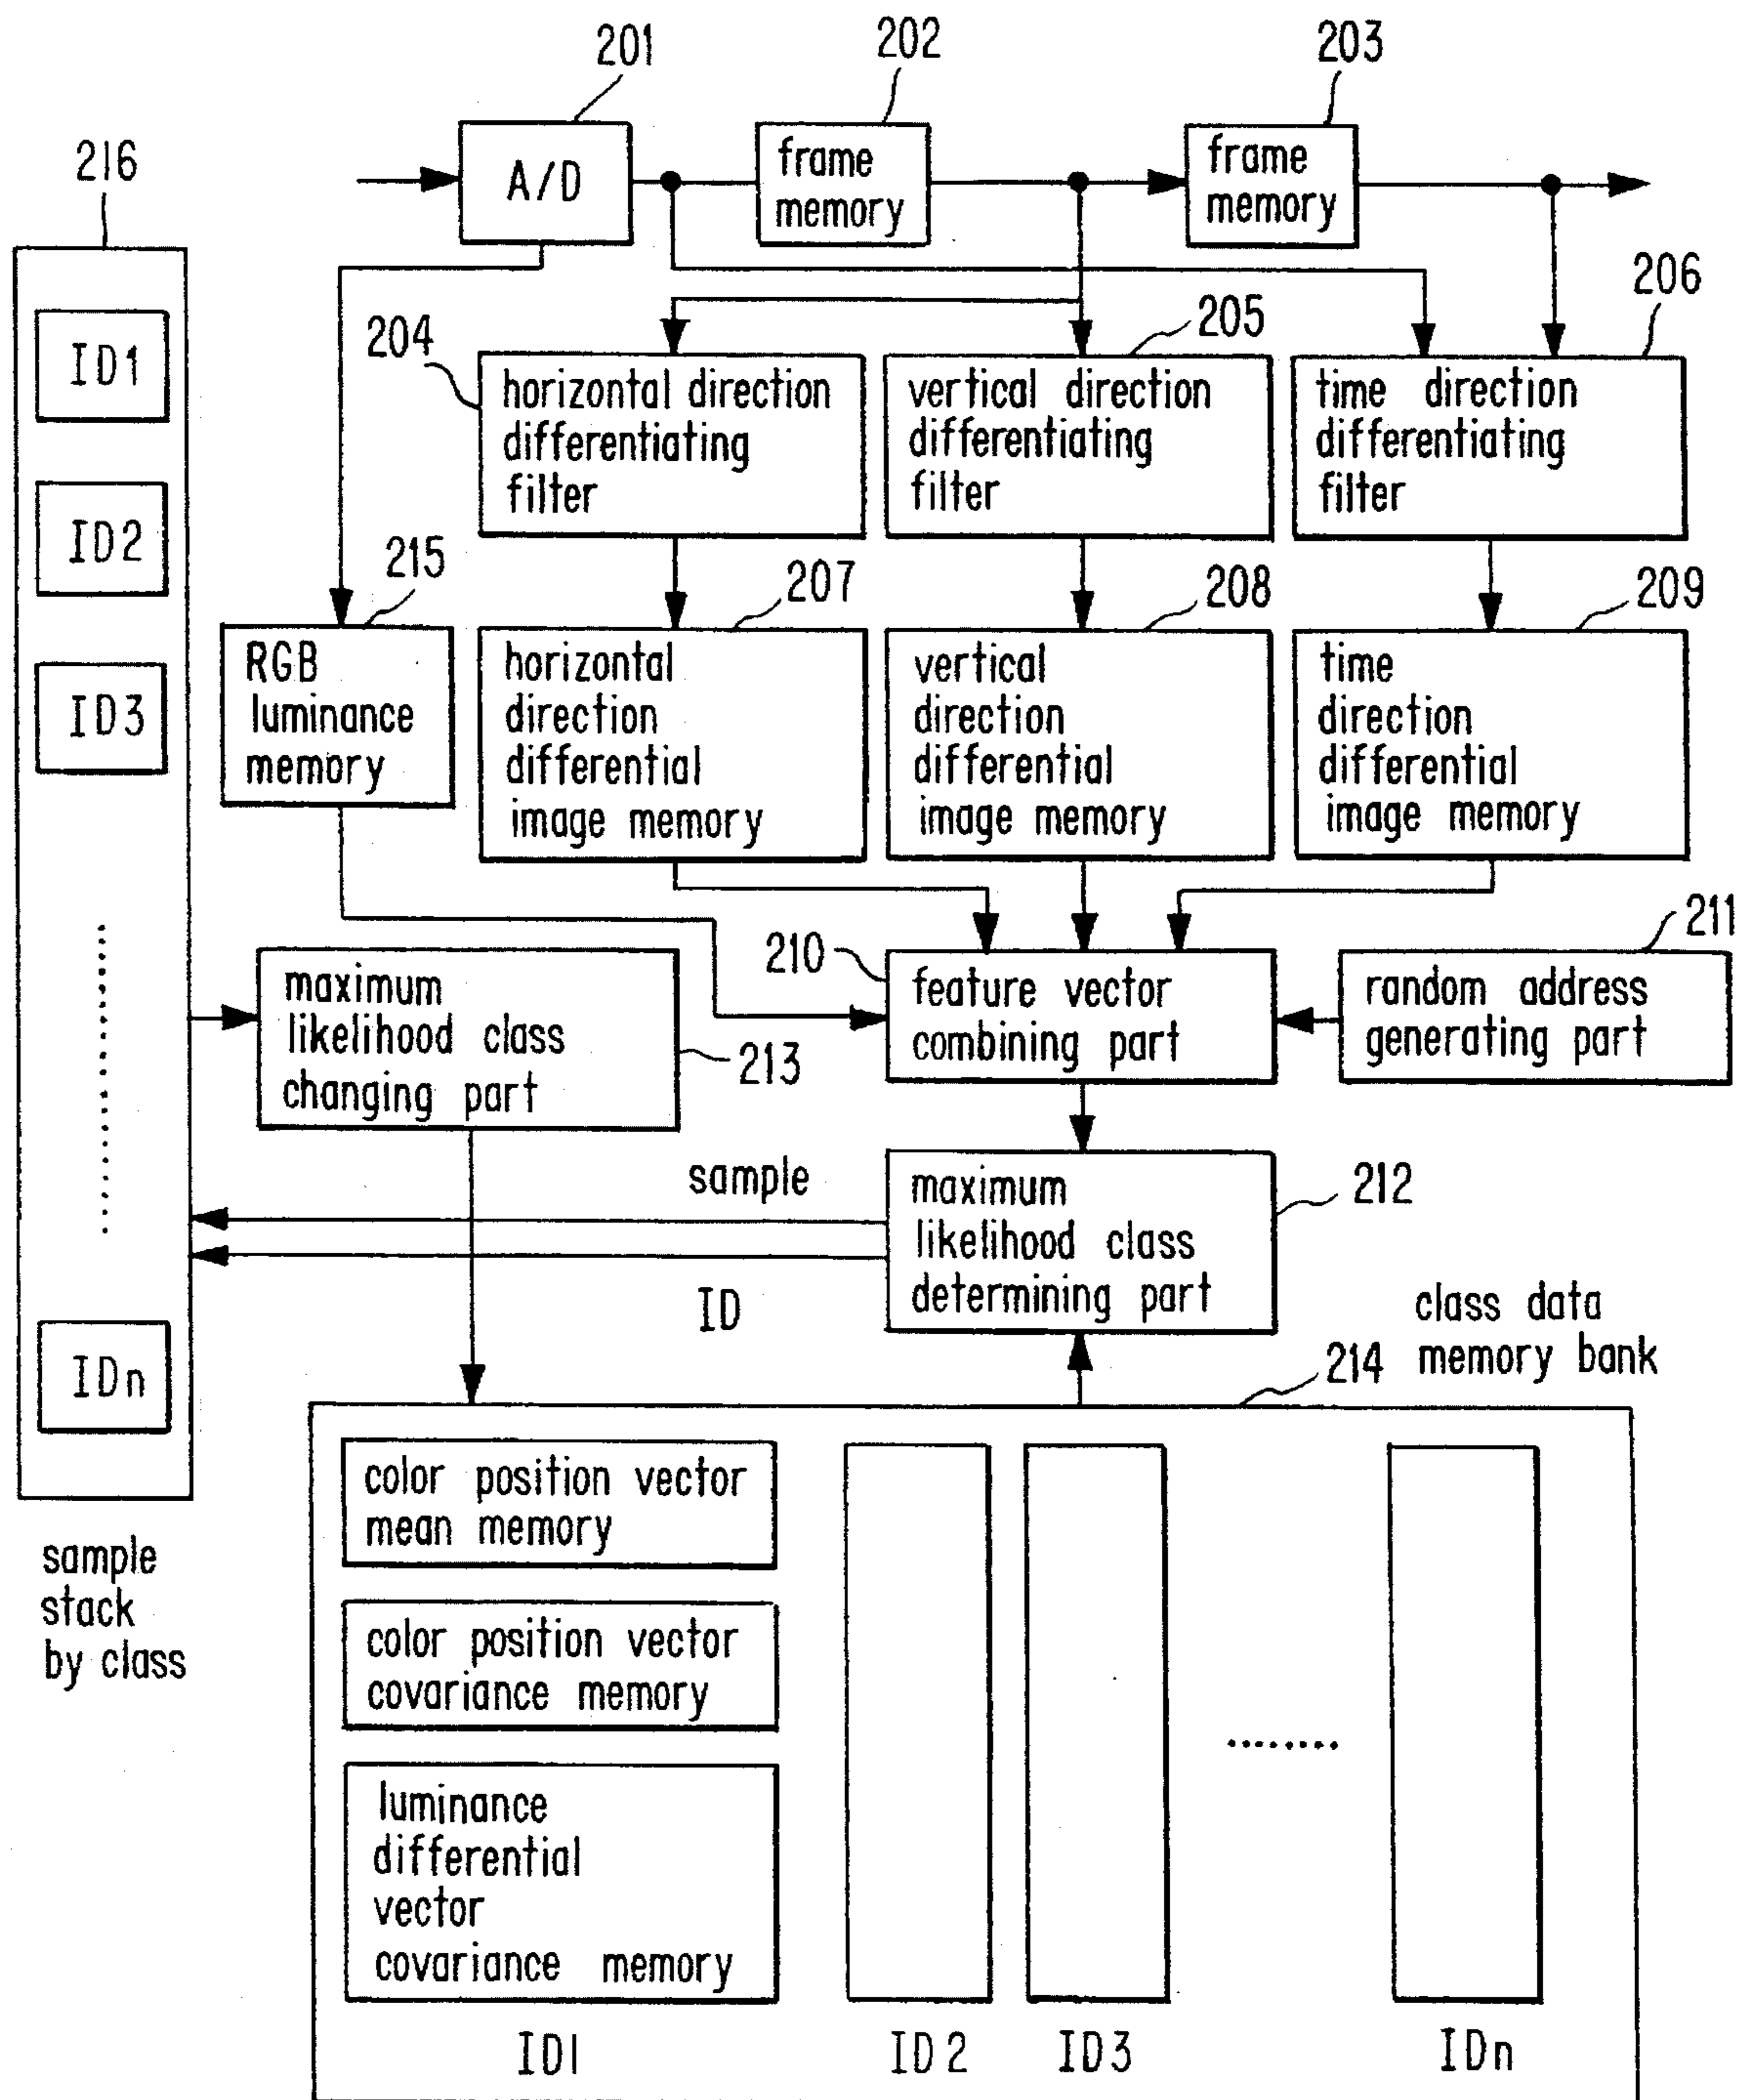 201
202
203
216
A/D
frame
memory
frame
memory
206
205
204
ID1
horizontal direction
differentiating
filter
vertical direction
differentiating
filter
time direction
differentiating
filter
ID2
215
207
208
209
ID3
RGB
luminance
memory
horizontal
direction
differential
image memory
vertical
direction
differential
image memory
time
direction
differential
image memory
211
210
maximum
likelihood class
changing part
213
feature vector
combining part
random address
generating part
sample
maximum
likelihood class
determining part
212
ID
class data
memory bank
214
IDn
color position vector
mean memory
sample
stack
by class
color position vector
covariance memory
........
luminance
differential
vector
covariance memory
ID1
ID2
ID3
IDn